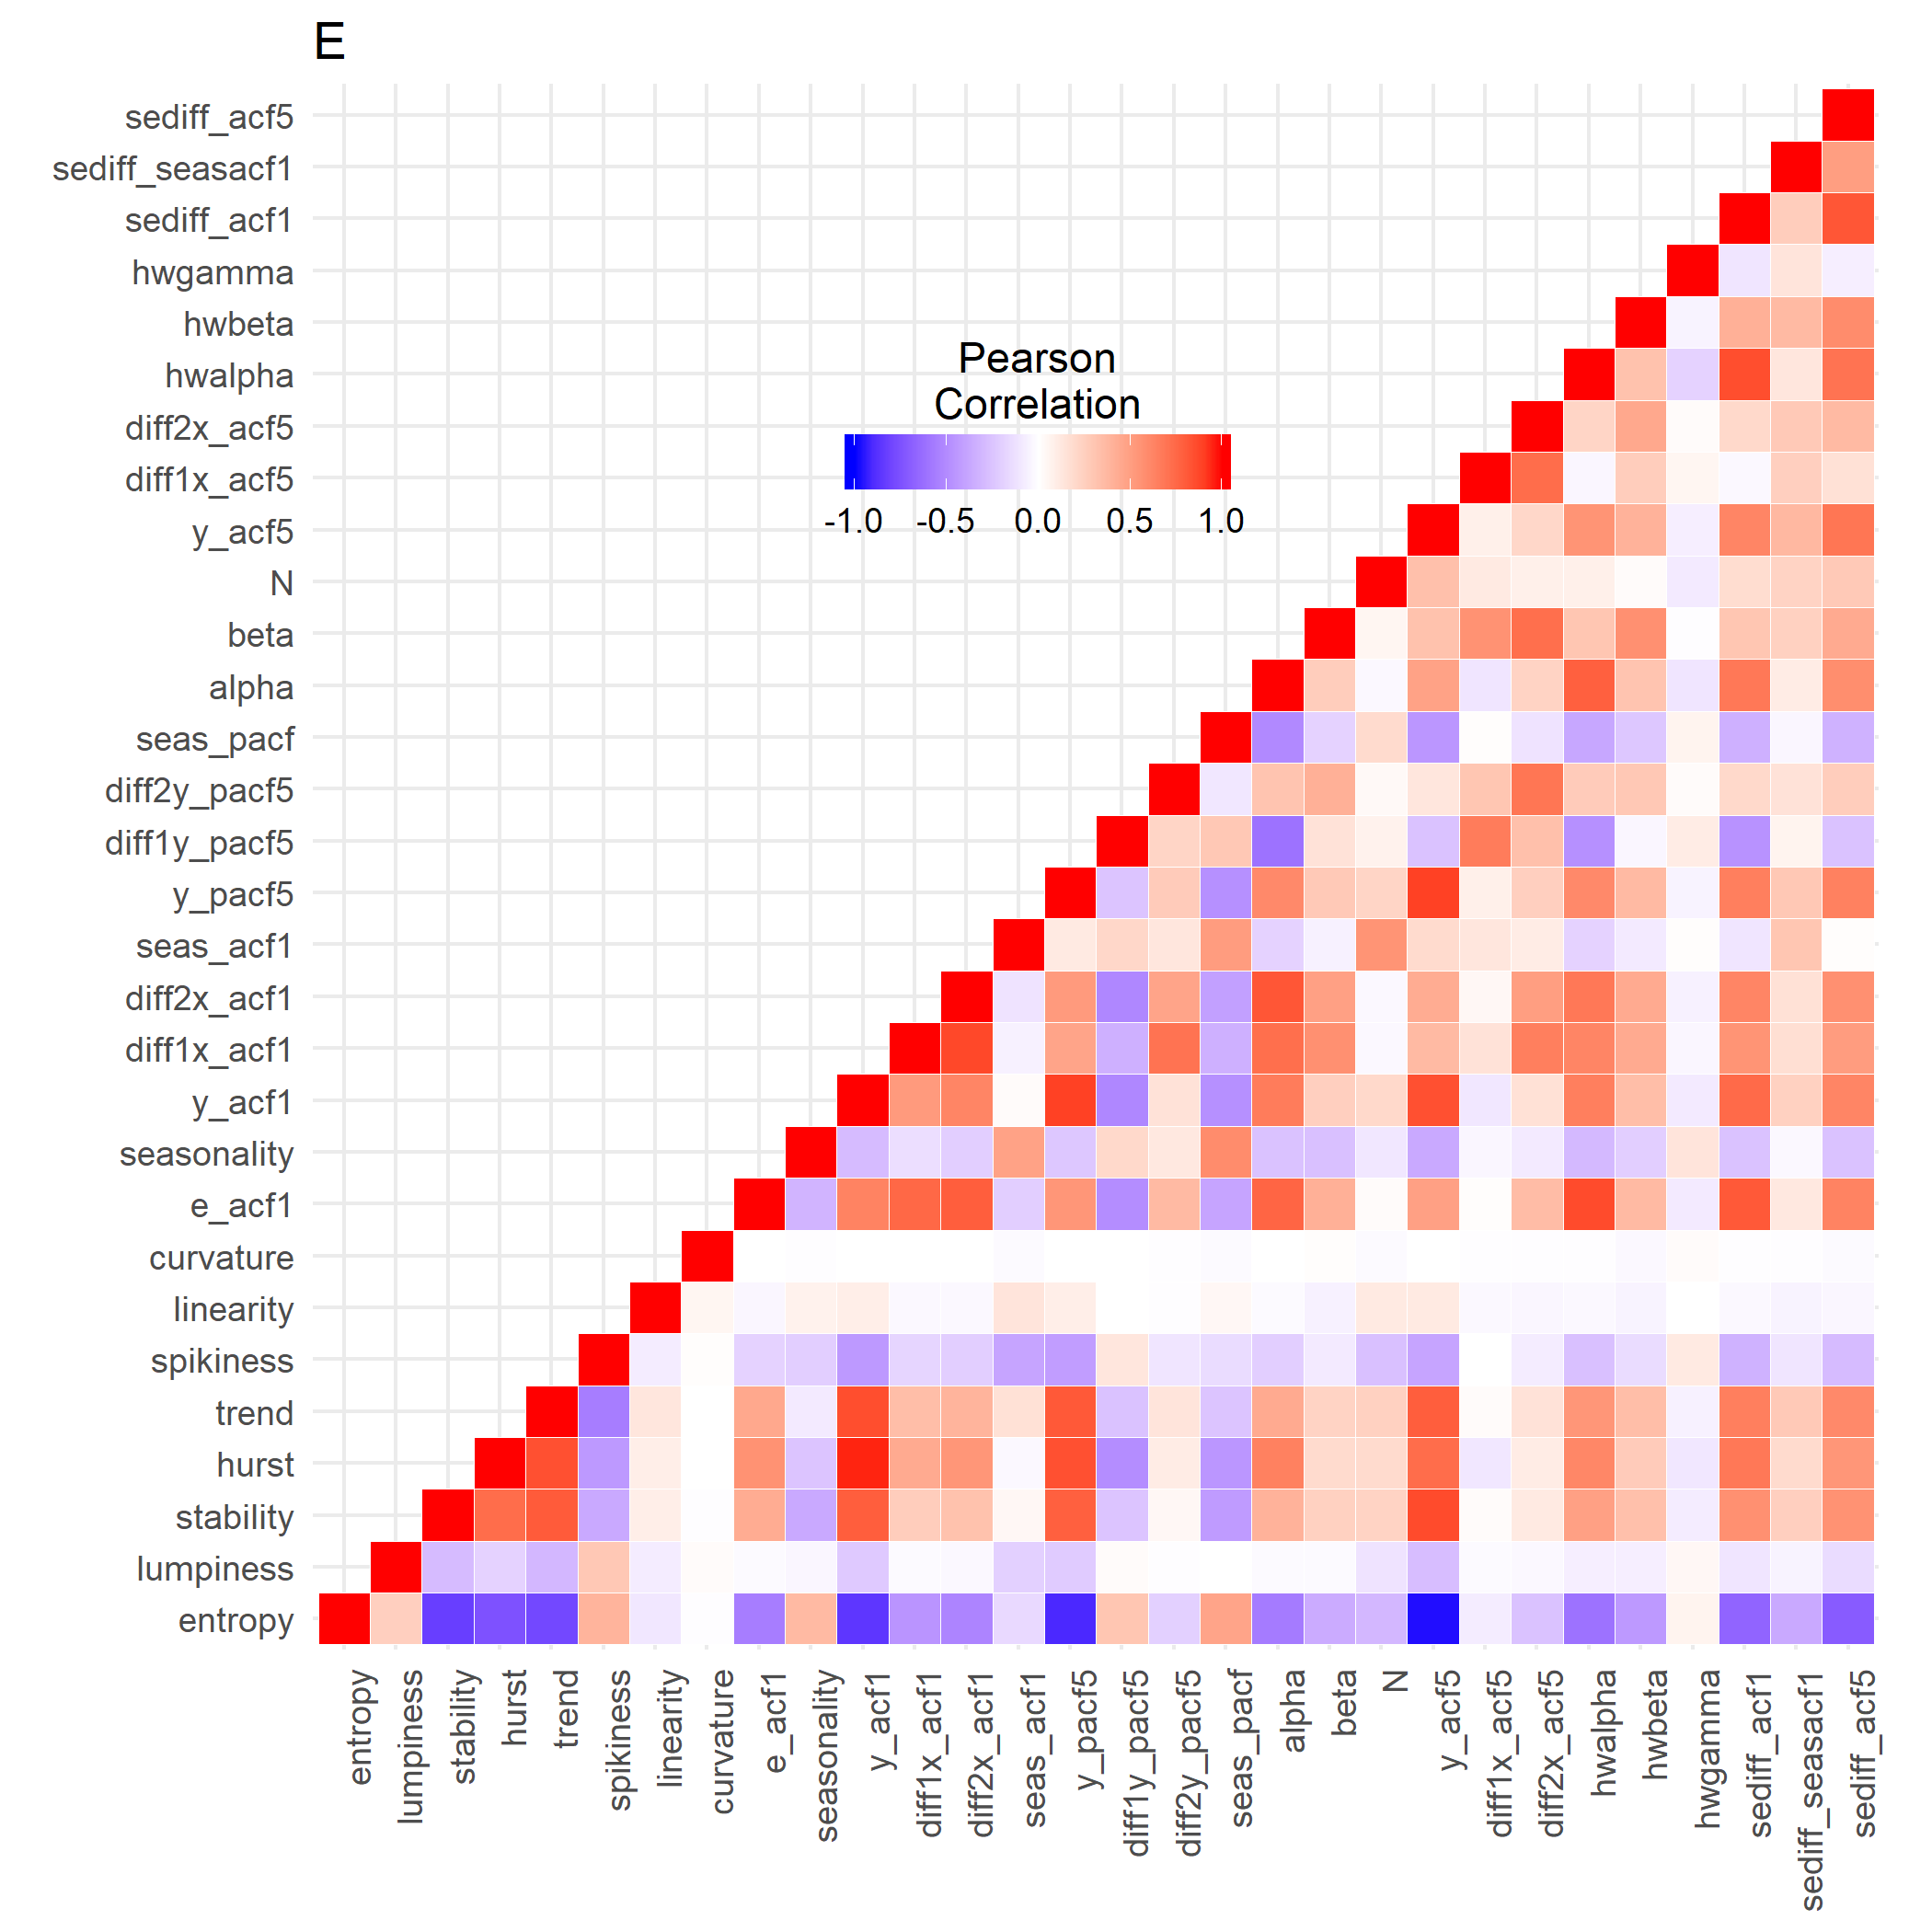 E
sediff_acf5
sediff_seasacf1
sediff_acf1
hwgamma
hwbeta
hwalpha
diff2x_acf5
diff1x_acf5
y_acf5
N
beta
alpha
seas_pacf
diff2y_pacf5
diff1y_pacf5
y_pacf5
seas_acf1
diff2x_acf1
diff1x_acf1
y_acf1
seasonality
e_acf1
curvature
linearity
spikiness
trend
hurst
stability
lumpiness
entropy
Pearson
Correlation
-1.0 -0.5 0.0 0.5 1.0
entropy
lumpiness
stability
hurst
trend
spikiness
linearity
curvature
e_acf1
seasonality
y_acf1
diff1x_acf1
diff2x_acf1
seas_acf1
y_pacf5
diff1y_pacf5
diff2y_pacf5
seas_pacf
alpha
beta
N
y_acf5
diff1x_acf5
diff2x_acf5
hwalpha
hwbeta
hwgamma
sediff_acf1
sediff_seasacf1
sediff_acf5